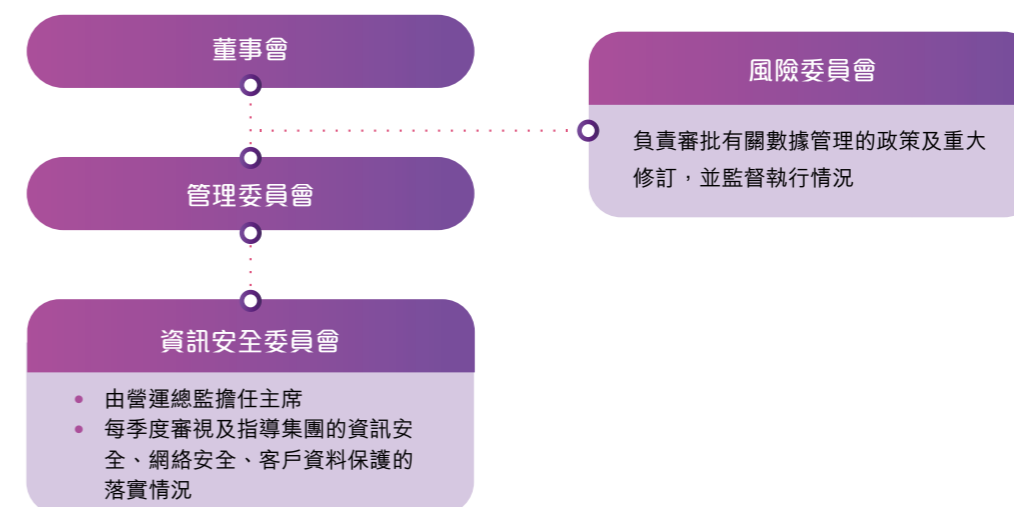 董事會
風險委員會
負責審批有關數據管理的政策及重大
修訂，並監督執行情況
管理委員會
資訊安全委員會
• 由營運總監擔任主席
• 每季度審視及指導集團的資訊安
全、網絡安全、客戶資料保護的
落實情況